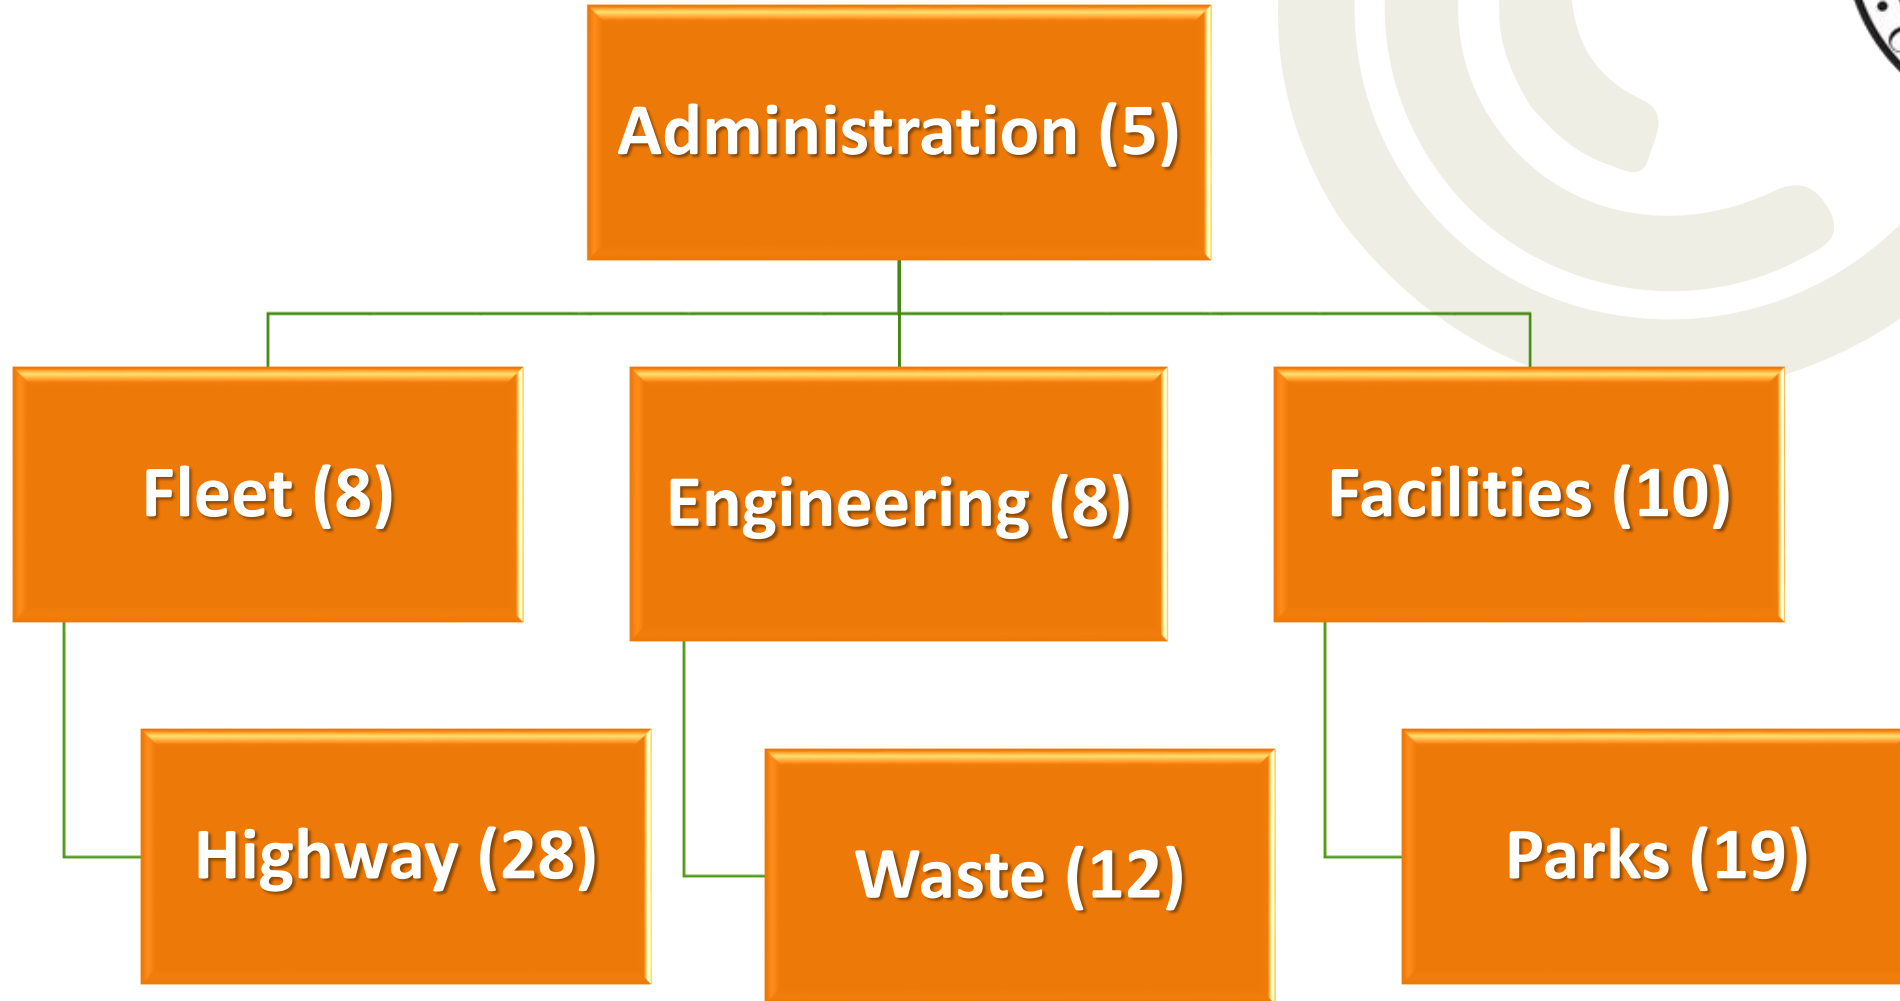 Administration (5)
Fleet (8)
Engineering (8)
Facilities (10)
Highway (28)
Waste (12)
Parks (19)